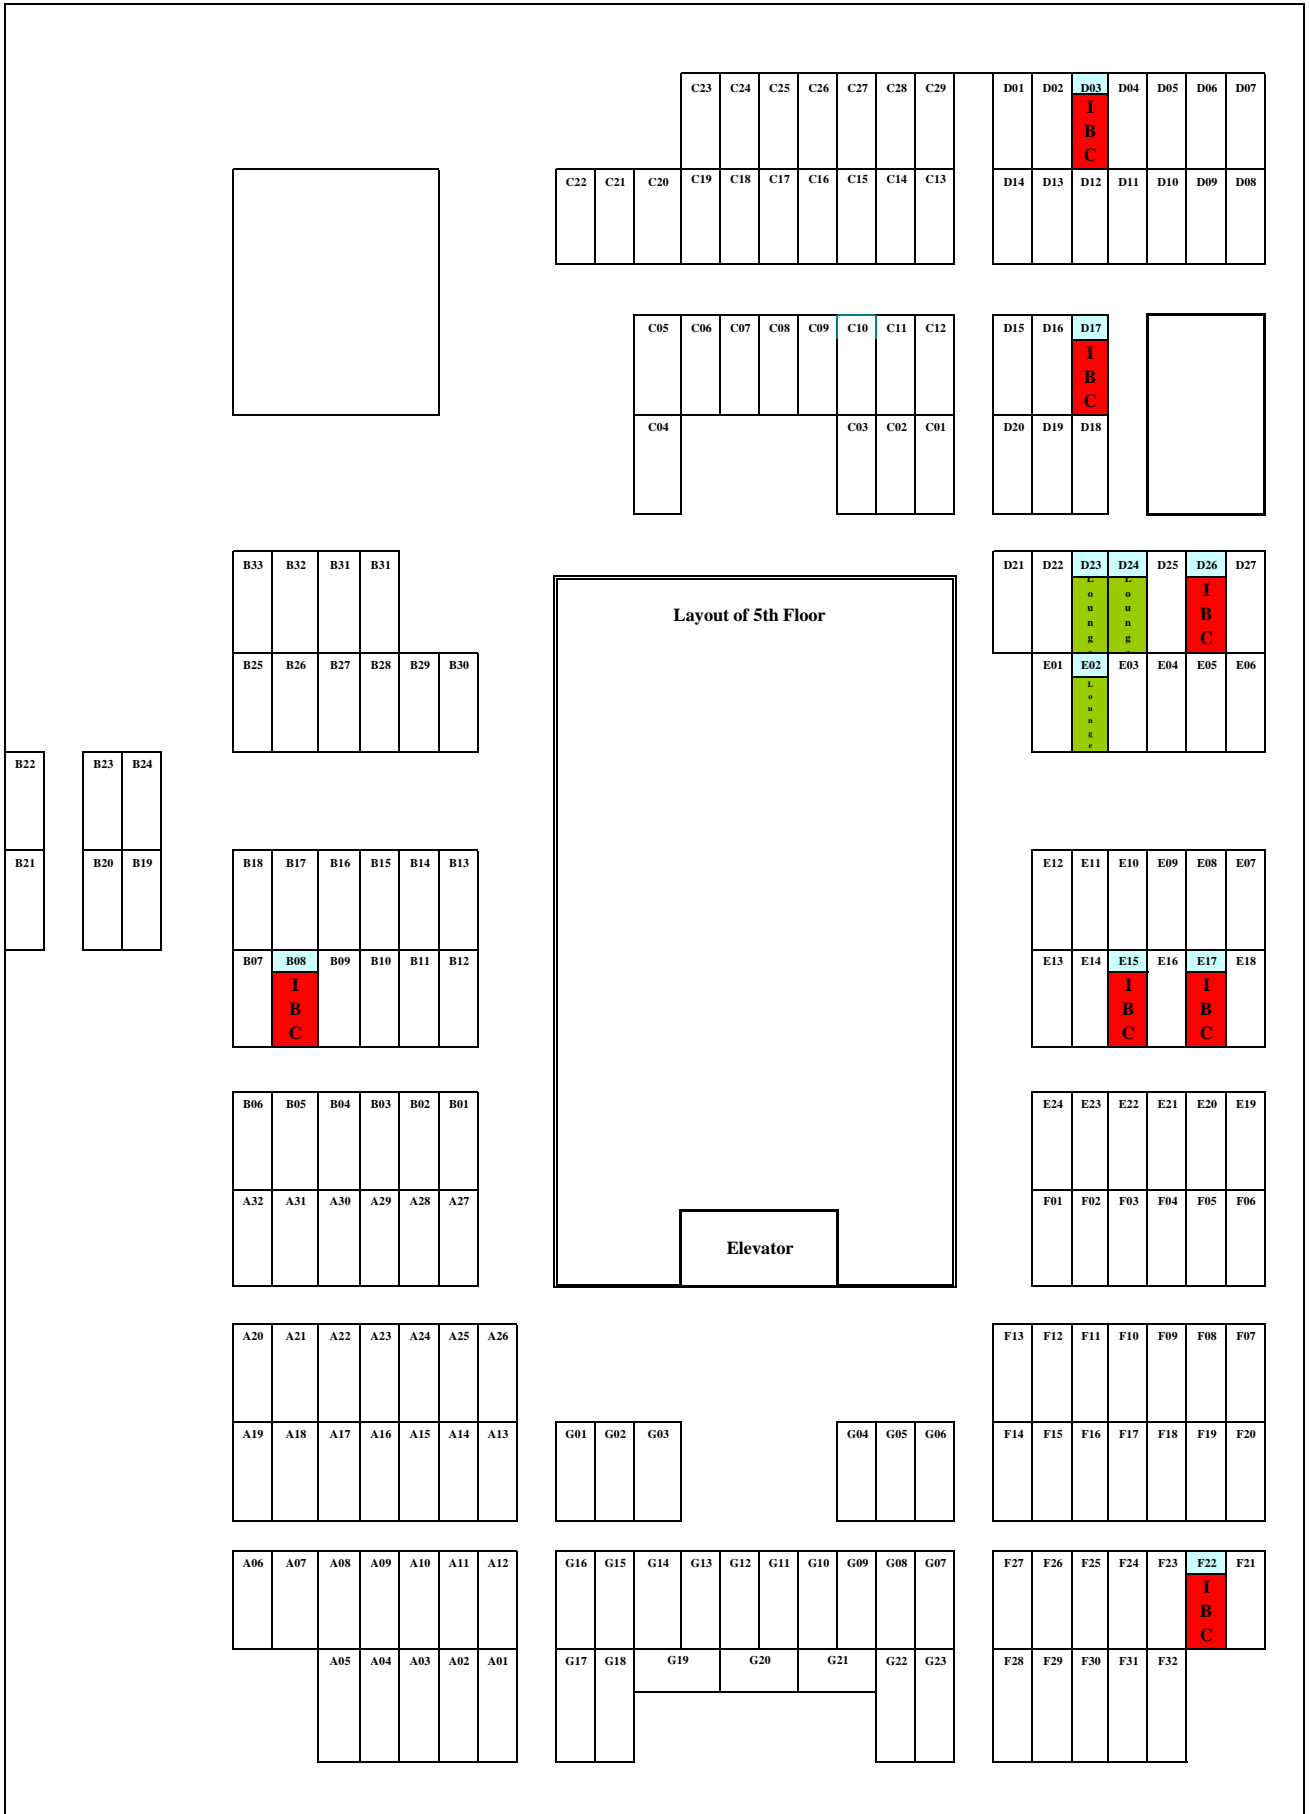 C23 C24 C25 C26 C27 C28 C29 D01 D02 D03 D04 D05 D06 D07
I
B
C
C22 C21 C20 C19 C18 C17 C16 C15 C14 C13 D14 D13 D12 D11 D10 D09 D08
C05 C06 C07 C08 C09 C10 C11 C12 D15 D16 D17
I
B
C
C04 C03 C02 C01 D20 D19 D18
B33 B32 B31 B31 D21 D22 D23 D24 D25 D26 D27
Loung Loung I
B
C
Layout of 5th Floor
B25 B26 B27 B28 B29 B30 E01 E02 E03 E04 E05 E06
Lounge
B22 B23 B24
B21 B20 B19 B18 B17 B16 B15 B14 B13 E12 E11 E10 E09 E08 E07
B07 B08 B09 B10 B11 B12 E13 E14 E15 E16 E17 E18
I I I
B B B
C C C
B06 B05 B04 B03 B02 B01 E24 E23 E22 E21 E20 E19
A32 A31 A30 A29 A28 A27 F01 F02 F03 F04 F05 F06
Elevator
A20 A21 A22 A23 A24 A25 A26 F13 F12 F11 F10 F09 F08 F07
A19 A18 A17 A16 A15 A14 A13 G01 G02 G03 G04 G05 G06 F14 F15 F16 F17 F18 F19 F20
A06 A07 A08 A09 A10 A11 A12 G16 G15 G14 G13 G12 G11 G10 G09 G08 G07 F27 F26 F25 F24 F23 F22 F21
I
B
C
A05 A04 A03 A02 A01 G17 G18 G19 G20 G21 G22 G23 F28 F29 F30 F31 F32